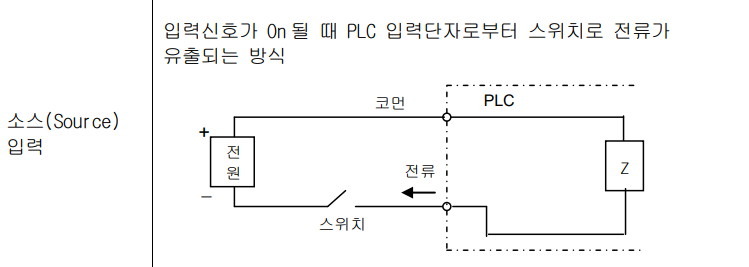 입력신호가 On될 때 PLC 입력단자로부터 스위치로 전류가
유출되는 방식
소스(Source)
입력
코먼
PLC
+
전
원
Z
전류
−
스위치